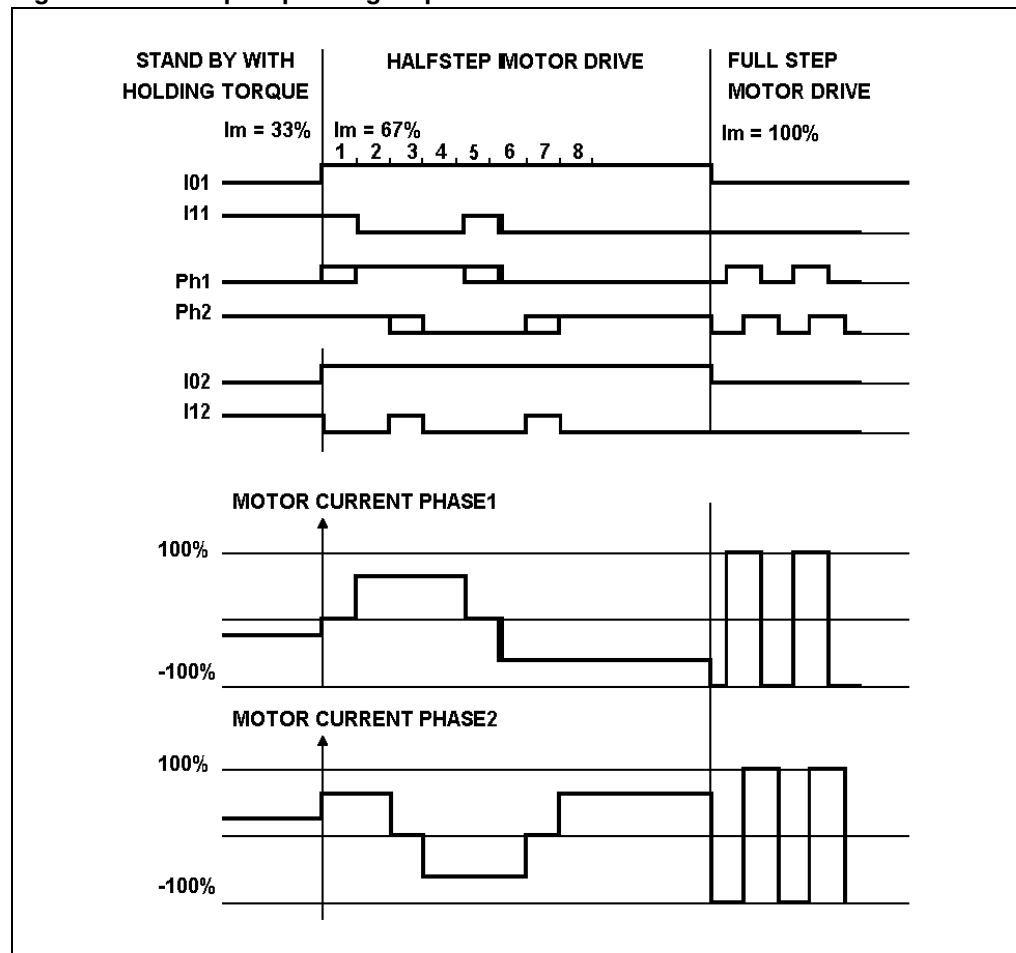 STAND BY WITH
HOLDING TORQUE
Im = 33%
HALFSTEP MOTOR DRIVE
Im = 67%
1 2 3 4 5 6 7 8
FULL STEP
MOTOR DRIVE
Im = 100%
I01
I11
Ph1
Ph2
I02
I12
MOTOR CURRENT PHASE1
100%
-100%
MOTOR CURRENT PHASE2
100%
-100%